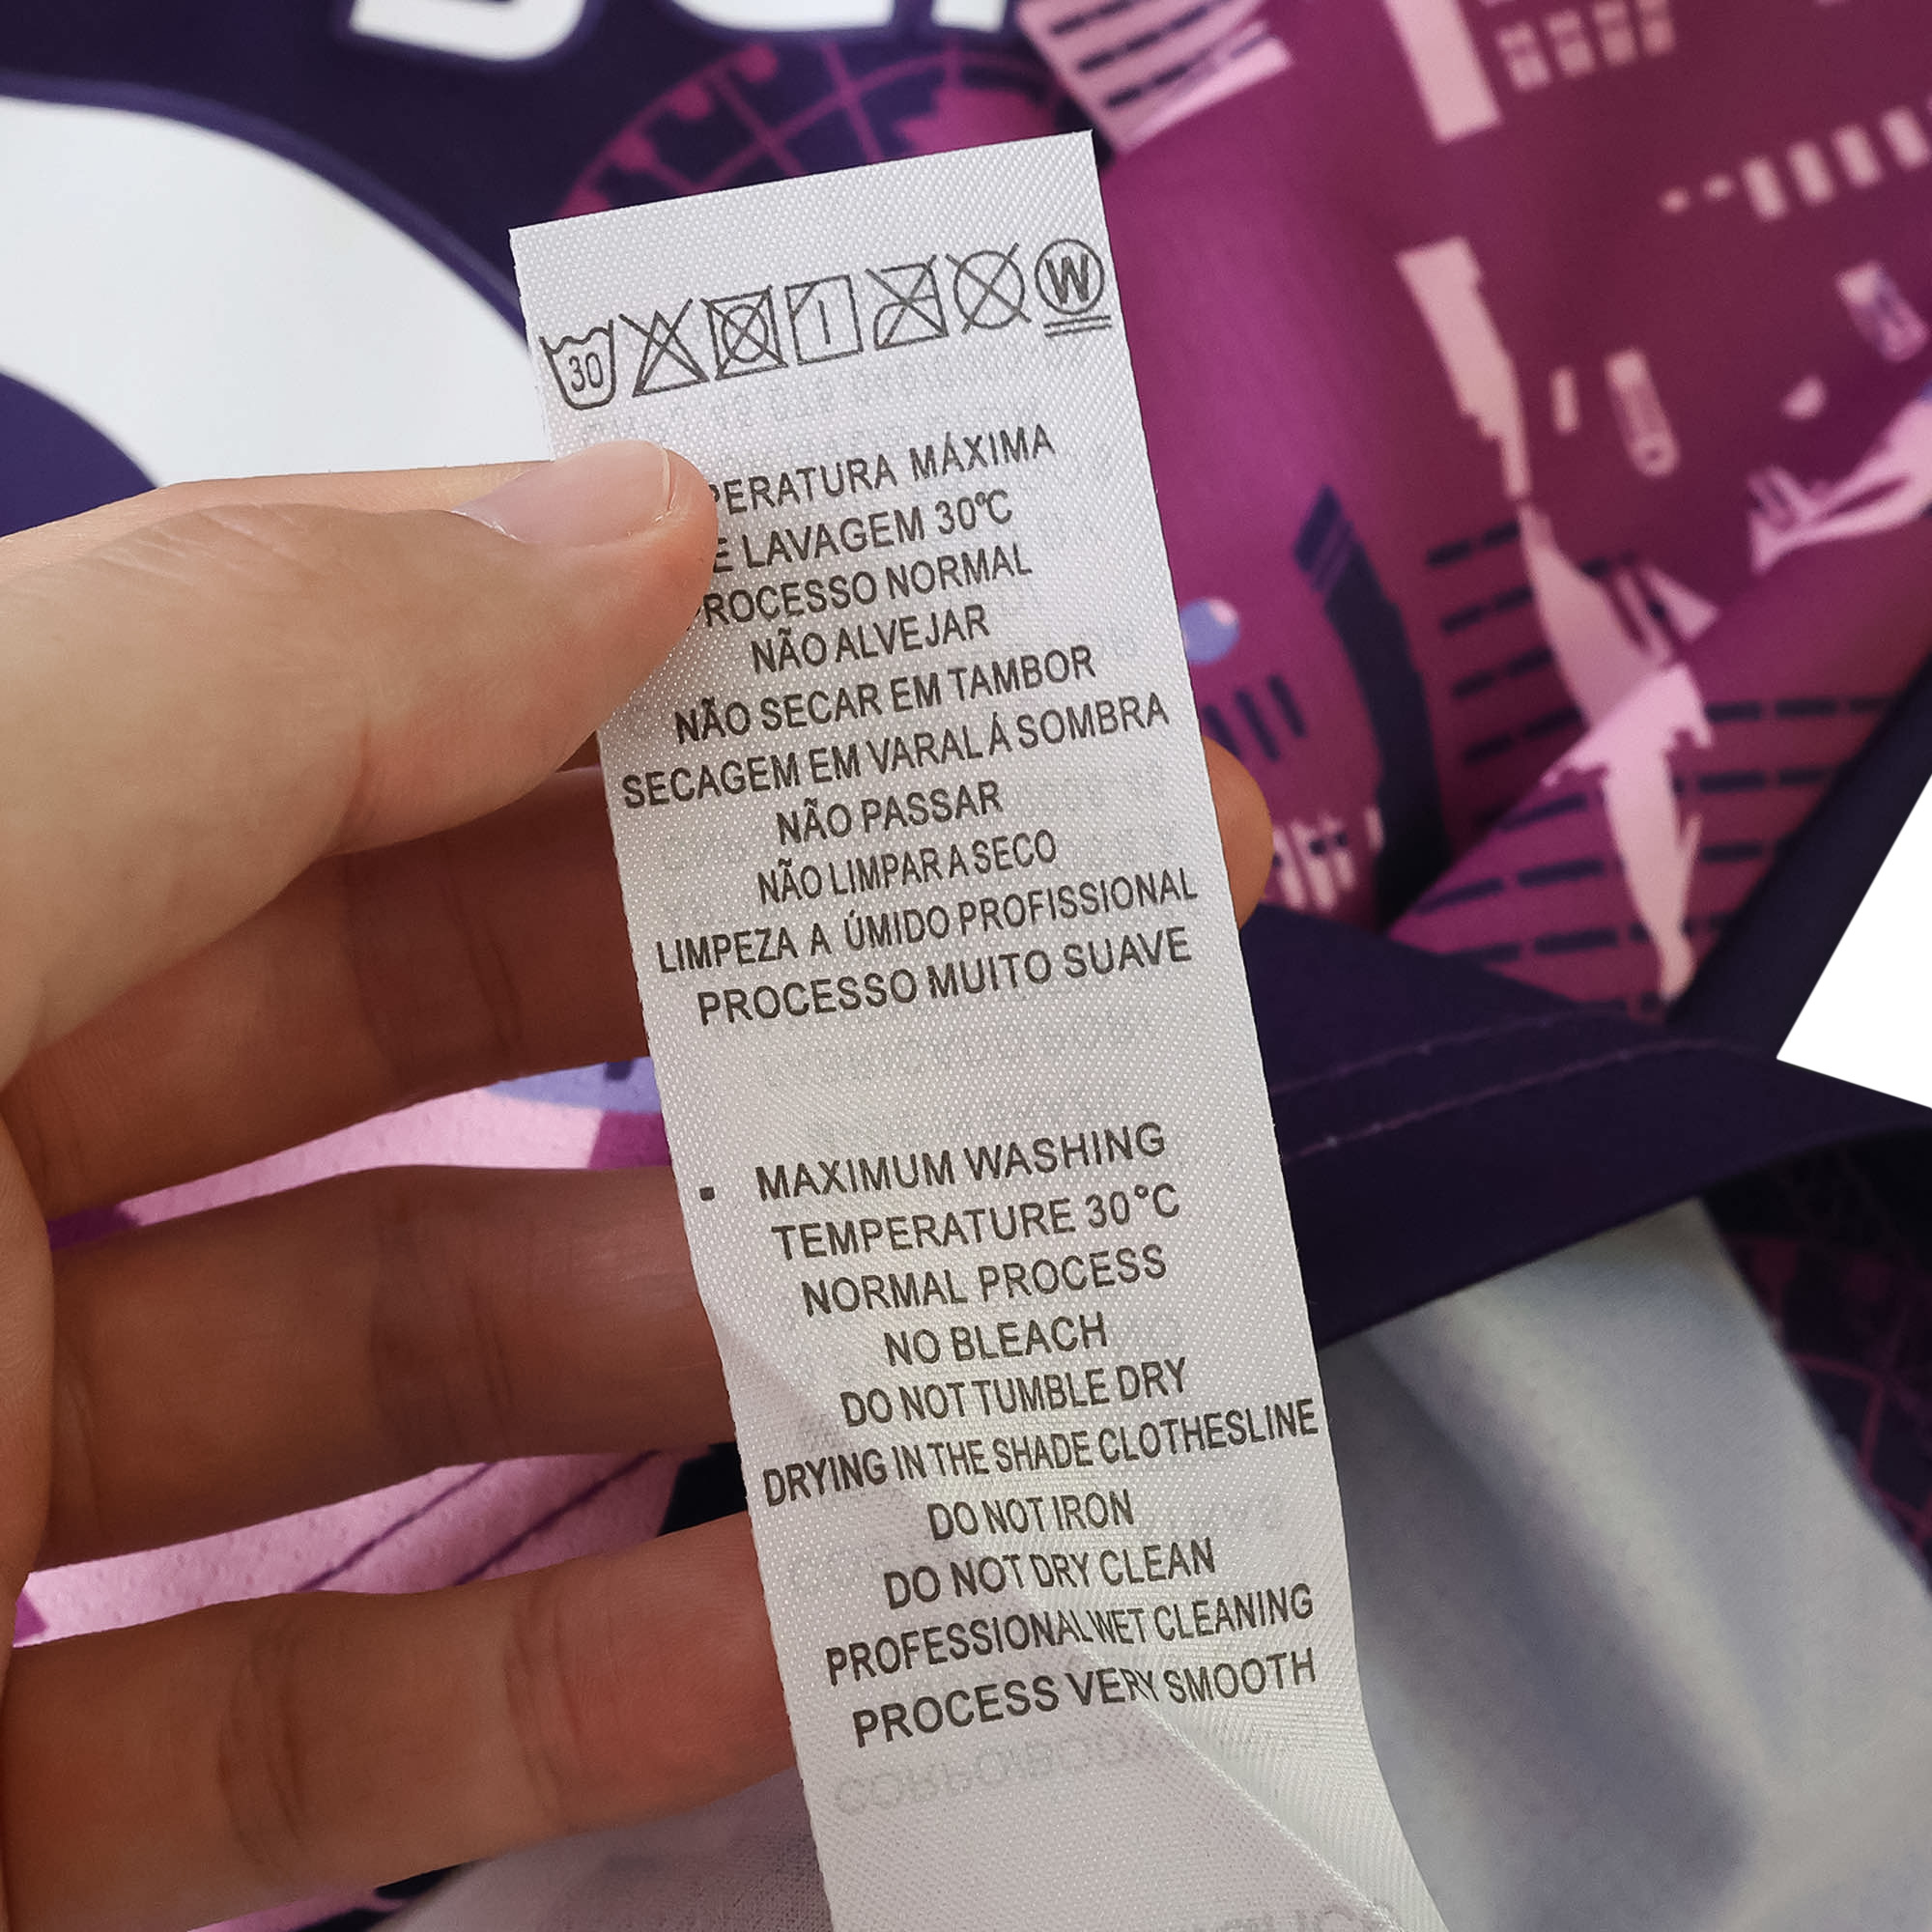 30 W
PERATURA MÁXIMA
E LAVAGEM 30°C
PROCESSO NORMAL
NÃO ALVEJAR
NÃO SECAR EM TAMBOR
SECAGEM EM VARAL Á SOMBRA
NÃO PASSAR
NÃO LIMPAR A SECO
LIMPEZA A ÚMIDO PROFISSIONAL
PROCESSO MUITO SUAVE
▪ MAXIMUM WASHING
TEMPERATURE 30°C
NORMAL PROCESS
NO BLEACH
DO NOT TUMBLE DRY
DRYING IN THE SHADE CLOTHESLINE
DO NOT IRON
DO NOT DRY CLEAN
PROFESSIONAL WET CLEANING
PROCESS VERY SMOOTH